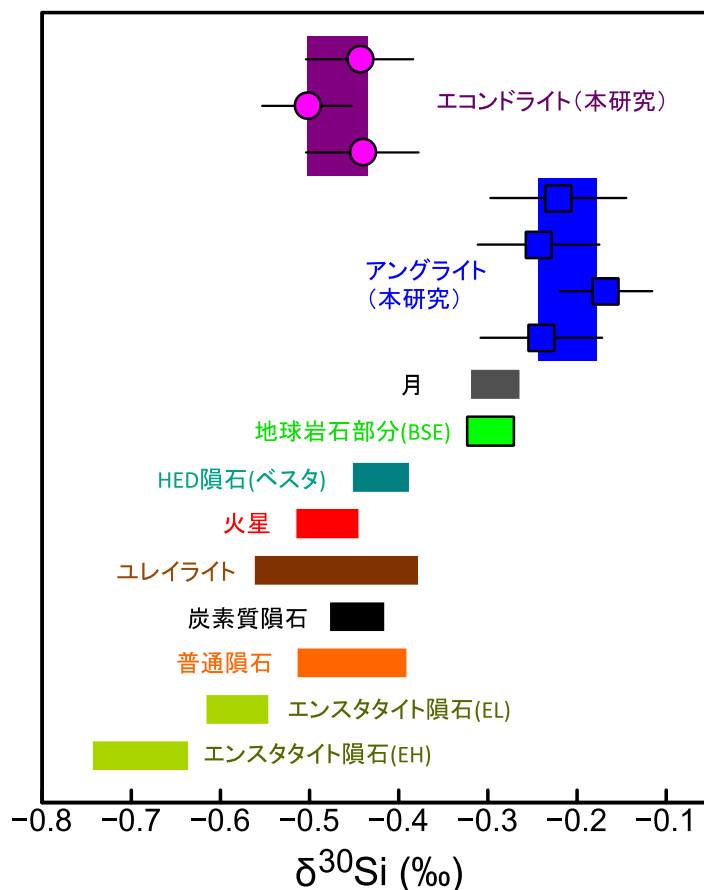 エコンドライト（本研究）
アングライト
（本研究）
月
地球岩石部分(BSE)
HED隕石(ベスタ)
火星
ユレイライト
炭素質隕石
普通隕石
エンスタタイト隕石(EL)
エンスタタイト隕石(EH)
−0.8 −0.7 −0.6 −0.5 −0.4 −0.3 −0.2 −0.1
δ³⁰Si (‰)